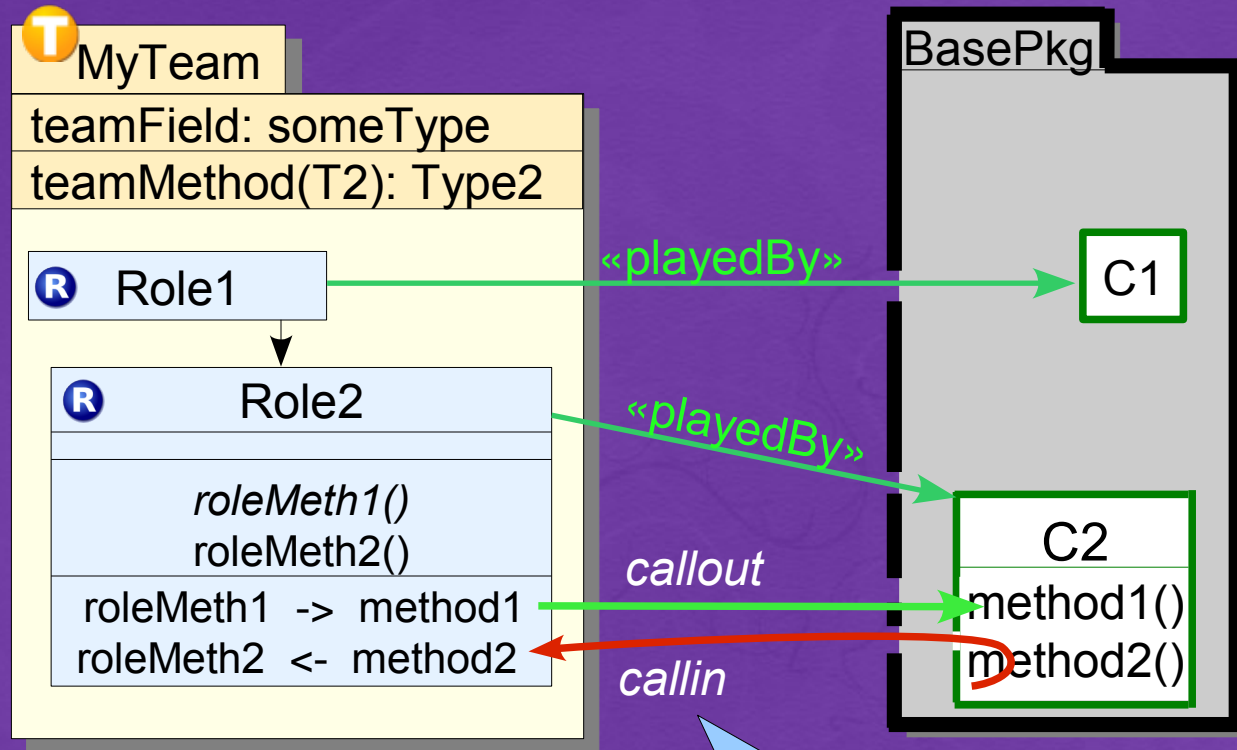 T
MyTeam
teamField: someType
teamMethod(T2): Type2
R Role1
R Role2
roleMeth1()
roleMeth2()
roleMeth1 -> method1
roleMeth2 <- method2
«playedBy»
«playedBy»
callout
callin
BasePkg
C1
C2
method1()
method2()